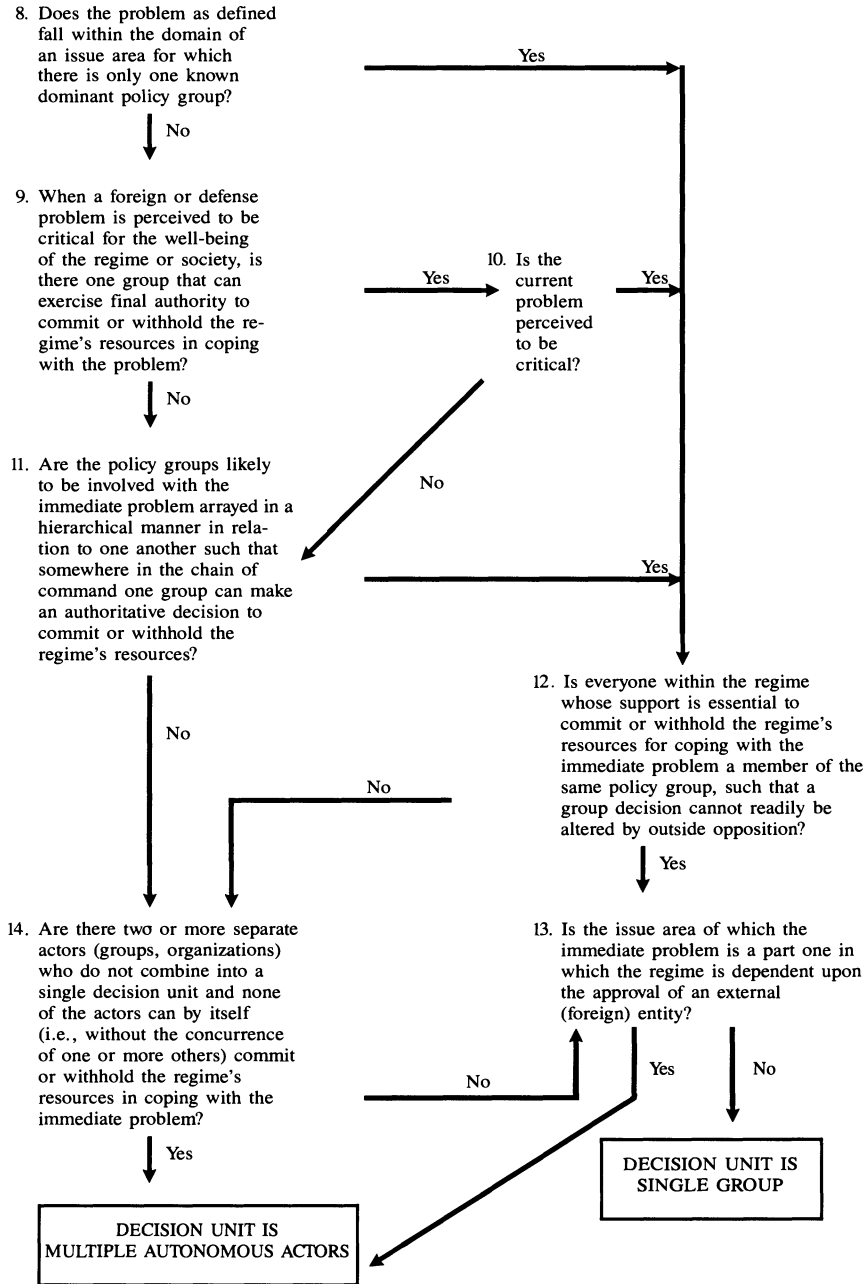 8. Does the problem as defined
fall within the domain of
an issue area for which
there is only one known
dominant policy group?
Yes
No
9. When a foreign or defense
problem is perceived to be
critical for the well-being
of the regime or society, is
there one group that can
exercise final authority to
commit or withhold the re-
gime's resources in coping
with the problem?
Yes
10. Is the
current
problem
perceived
to be
critical?
Yes
No
No
11. Are the policy groups likely
to be involved with the
immediate problem arrayed in a
hierarchical manner in rela-
tion to one another such that
somewhere in the chain of
command one group can make
an authoritative decision to
commit or withhold the
regime's resources?
Yes
No
12. Is everyone within the regime
whose support is essential to
commit or withhold the regime's
resources for coping with the
immediate problem a member of the
same policy group, such that a
group decision cannot readily be
altered by outside opposition?
No
Yes
13. Is the issue area of which the
immediate problem is a part one in
which the regime is dependent upon
the approval of an external
(foreign) entity?
Yes
No
14. Are there two or more separate
actors (groups, organizations)
who do not combine into a
single decision unit and none
of the actors can by itself
(i.e., without the concurrence
of one or more others) commit
or withhold the regime's
resources in coping with the
immediate problem?
No
Yes
DECISION UNIT IS
SINGLE GROUP
DECISION UNIT IS
MULTIPLE AUTONOMOUS ACTORS